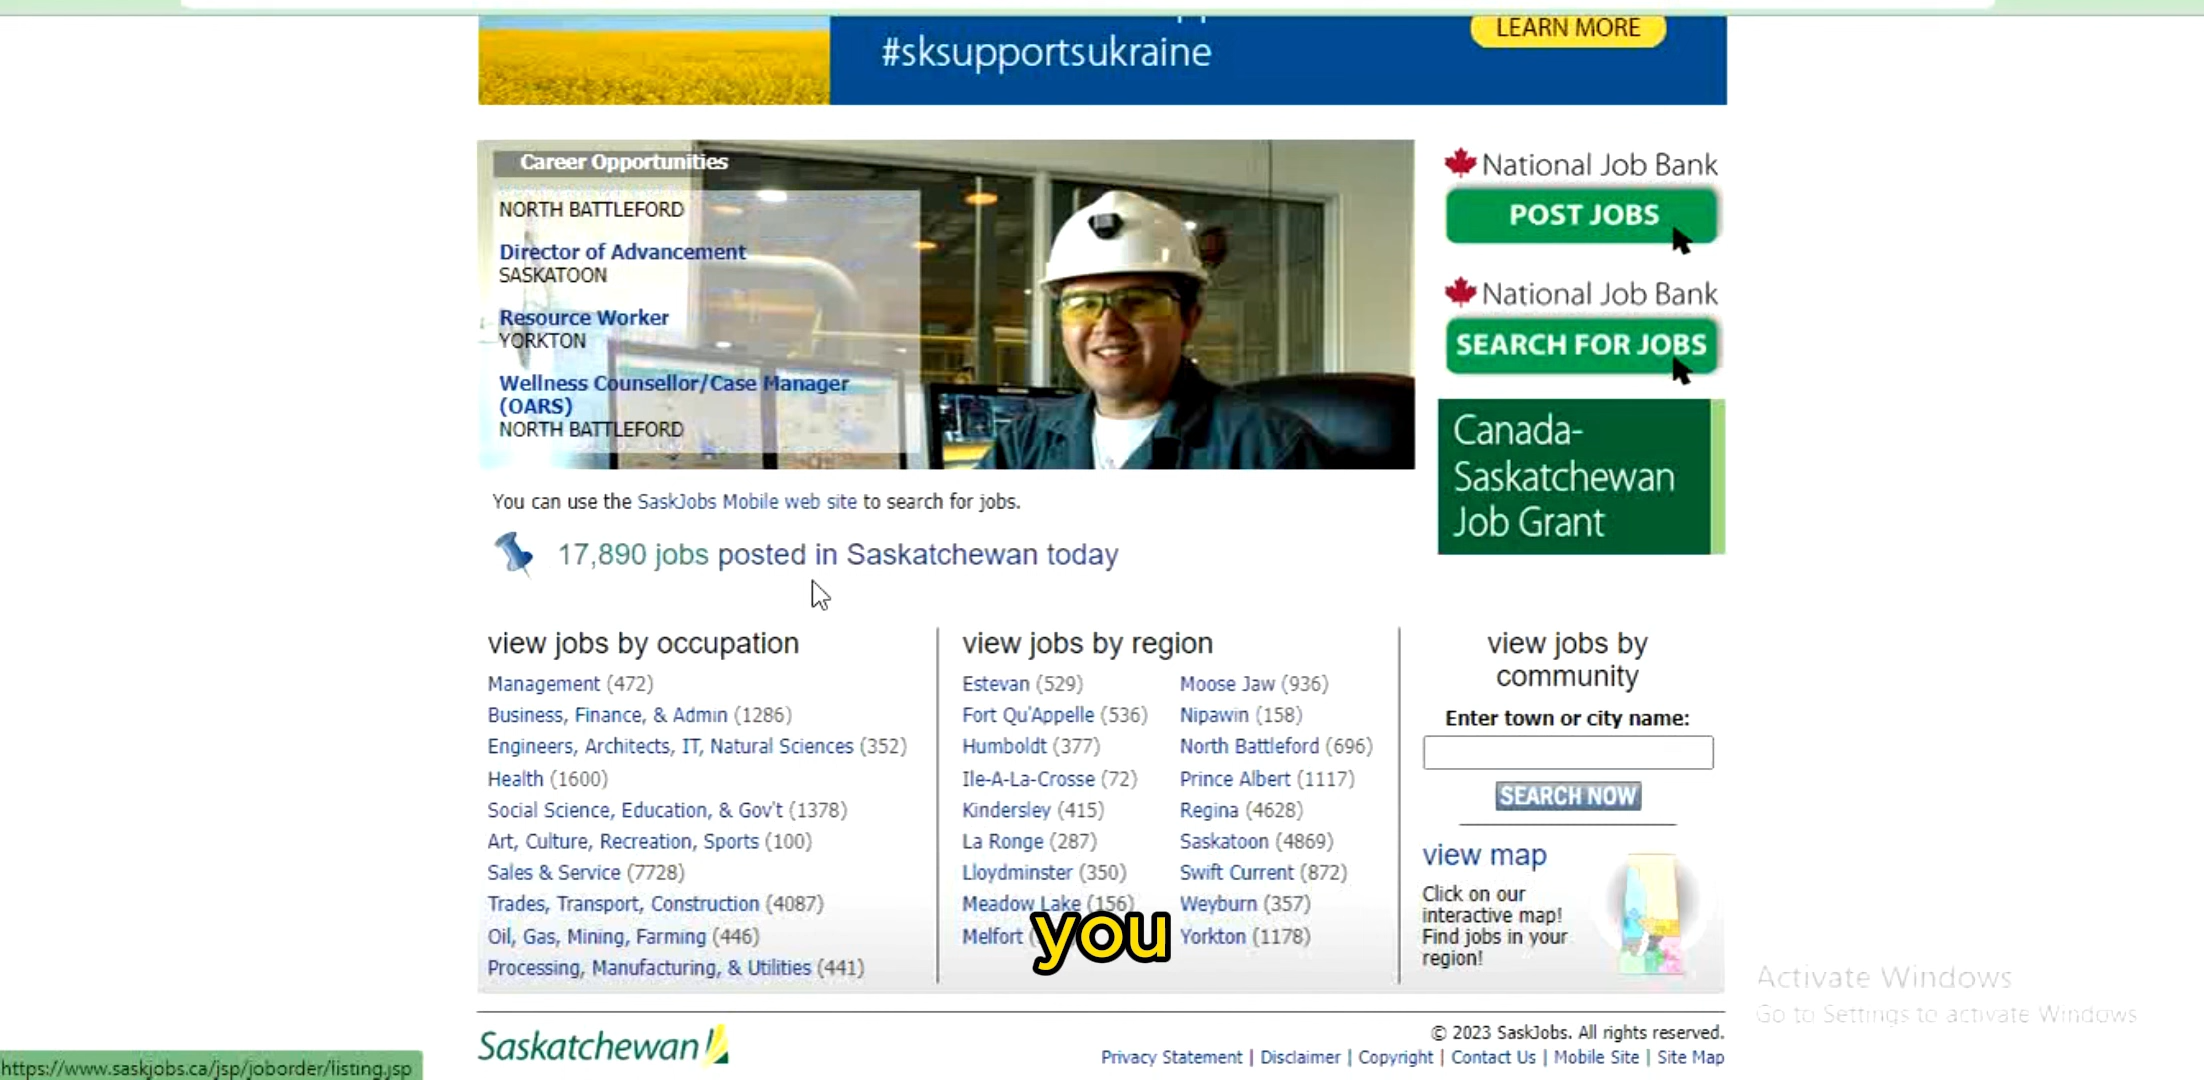 #sksupportsukraine
LEARN MORE
Career Opportunities
NORTH BATTLEFORD
Director of Advancement
SASKATOON
Resource Worker
YORKTON
Wellness Counsellor/Case Manager
(OARS)
NORTH BATTLEFORD
National Job Bank
POST JOBS
National Job Bank
SEARCH FOR JOBS
Canada-
Saskatchewan
Job Grant
You can use the SaskJobs Mobile web site to search for jobs.
17,890 jobs posted in Saskatchewan today
view jobs by occupation
Management (472)
Business, Finance, & Admin (1286)
Engineers, Architects, IT, Natural Sciences (352)
Health (1600)
Social Science, Education, & Gov't (1378)
Art, Culture, Recreation, Sports (100)
Sales & Service (7728)
Trades, Transport, Construction (4087)
Oil, Gas, Mining, Farming (446)
Processing, Manufacturing, & Utilities (441)
view jobs by region
Estevan (529)
Fort Qu'Appelle (536)
Humboldt (377)
Ile-A-La-Crosse (72)
Kindersley (415)
La Ronge (287)
Lloydminster (350)
Meadow Lake (156)
Melfort
Moose Jaw (936)
Nipawin (158)
North Battleford (696)
Prince Albert (1117)
Regina (4628)
Saskatoon (4869)
Swift Current (872)
Weyburn (357)
Yorkton (1178)
you
view jobs by
community
Enter town or city name:
SEARCH NOW
view map
Click on our
interactive map!
Find jobs in your
region!
Activate Windows
Go to Settings to activate Windows
Saskatchewan
© 2023 SaskJobs. All rights reserved.
Privacy Statement | Disclaimer | Copyright | Contact Us | Mobile Site | Site Map
https://www.saskjobs.ca/jsp/joborder/listing.jsp